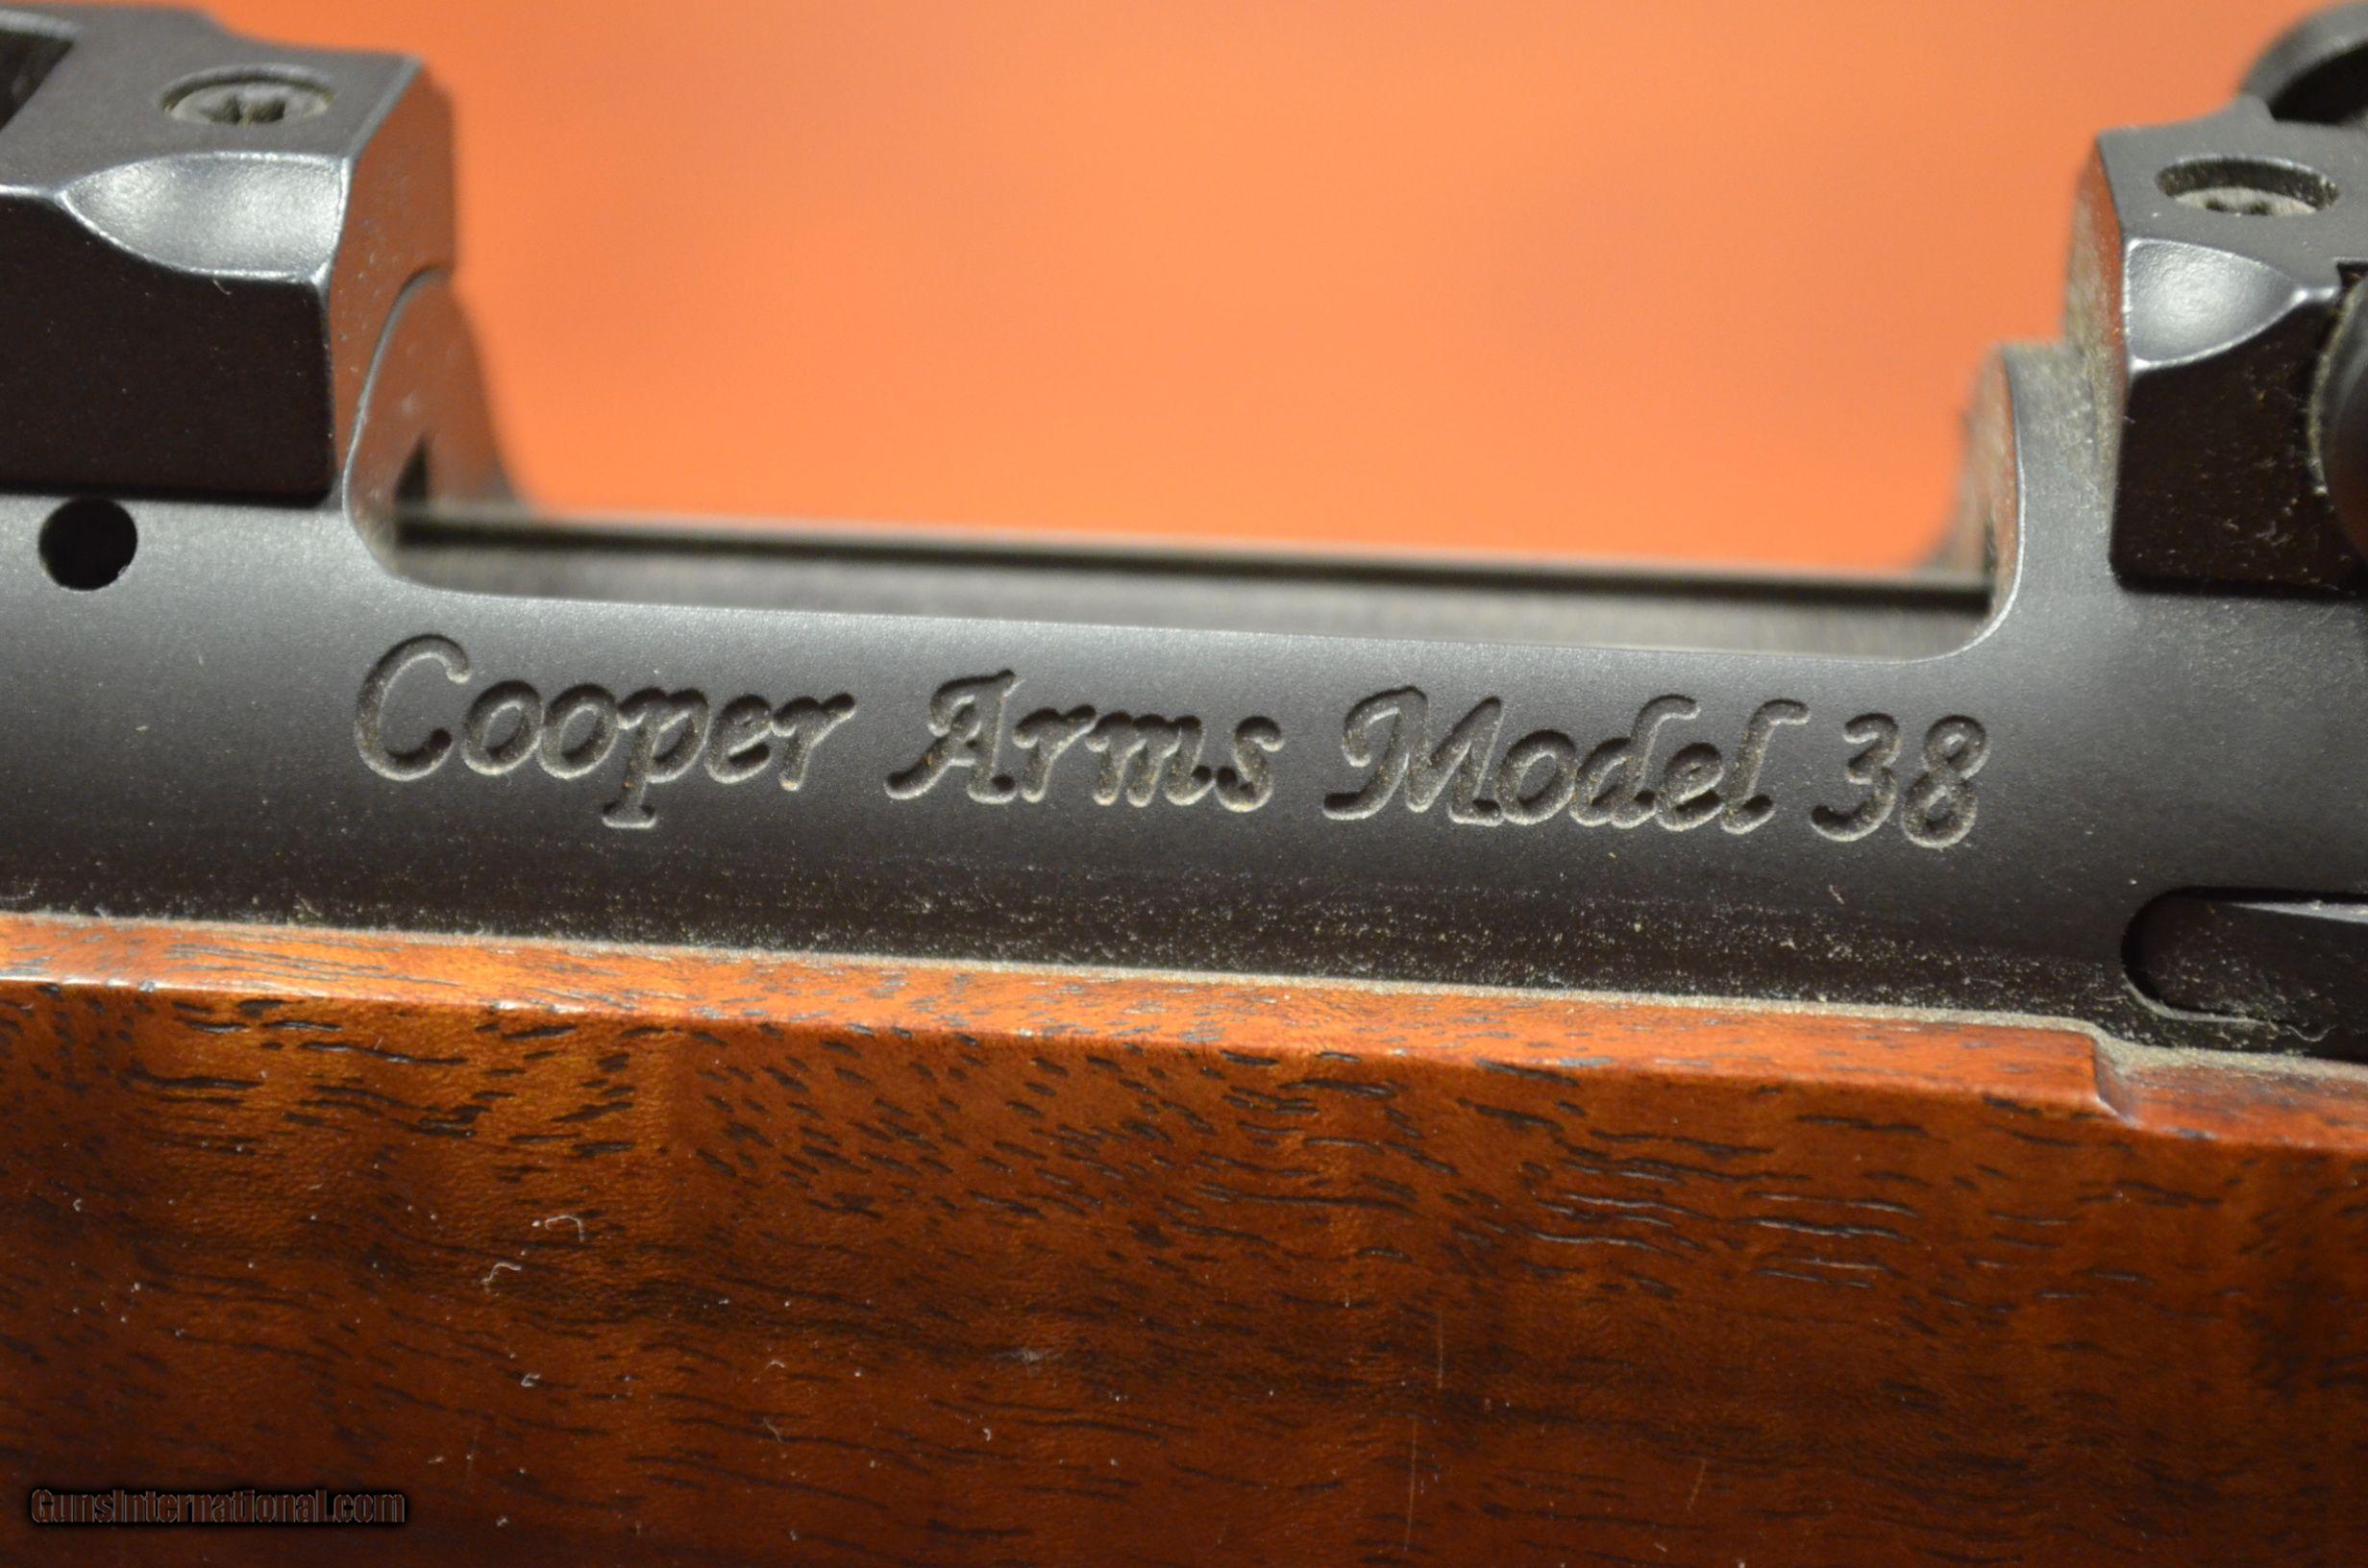 Cooper Arms Model 38
GunsInternational.com